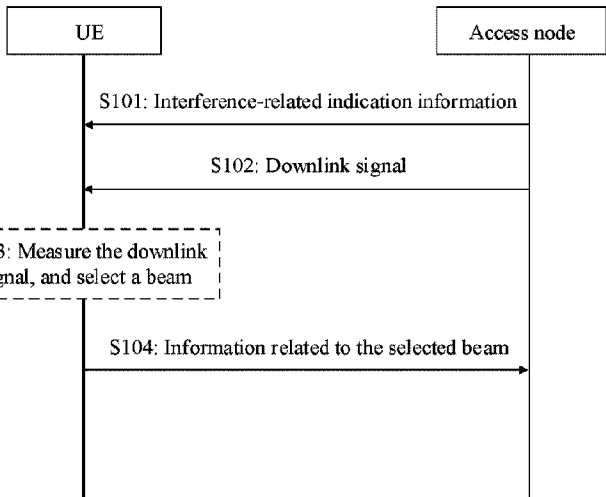 UE
Access node
S101: Interference-related indication information
S102: Downlink signal
3: Measure the downlink
gnal, and select a beam
S104: Information related to the selected beam